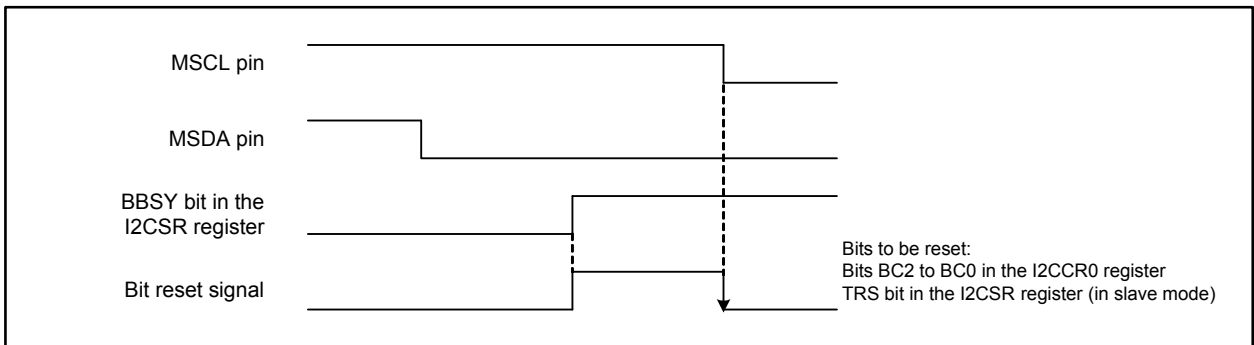 MSCL pin
MSDA pin
BBSY bit in the
I2CSR register
Bit reset signal
Bits to be reset:
Bits BC2 to BC0 in the I2CCR0 register
TRS bit in the I2CSR register (in slave mode)